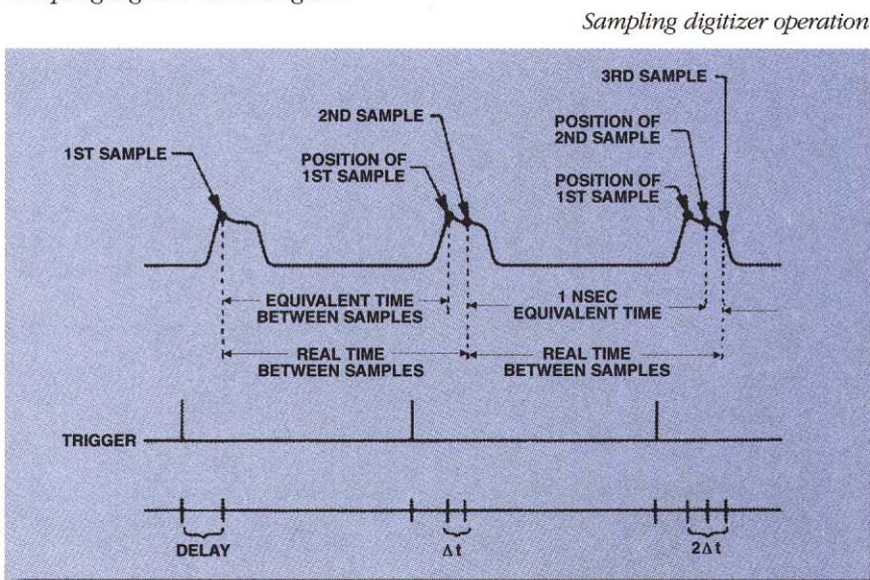 Sampling digitizer operation
3RD SAMPLE
2ND SAMPLE
POSITION OF
2ND SAMPLE
1ST SAMPLE
POSITION OF
1ST SAMPLE
POSITION OF
1ST SAMPLE
EQUIVALENT TIME
BETWEEN SAMPLES
1 NSEC
EQUIVALENT TIME
REAL TIME
BETWEEN SAMPLES
REAL TIME
BETWEEN SAMPLES
TRIGGER
DELAY
Δt
2Δt